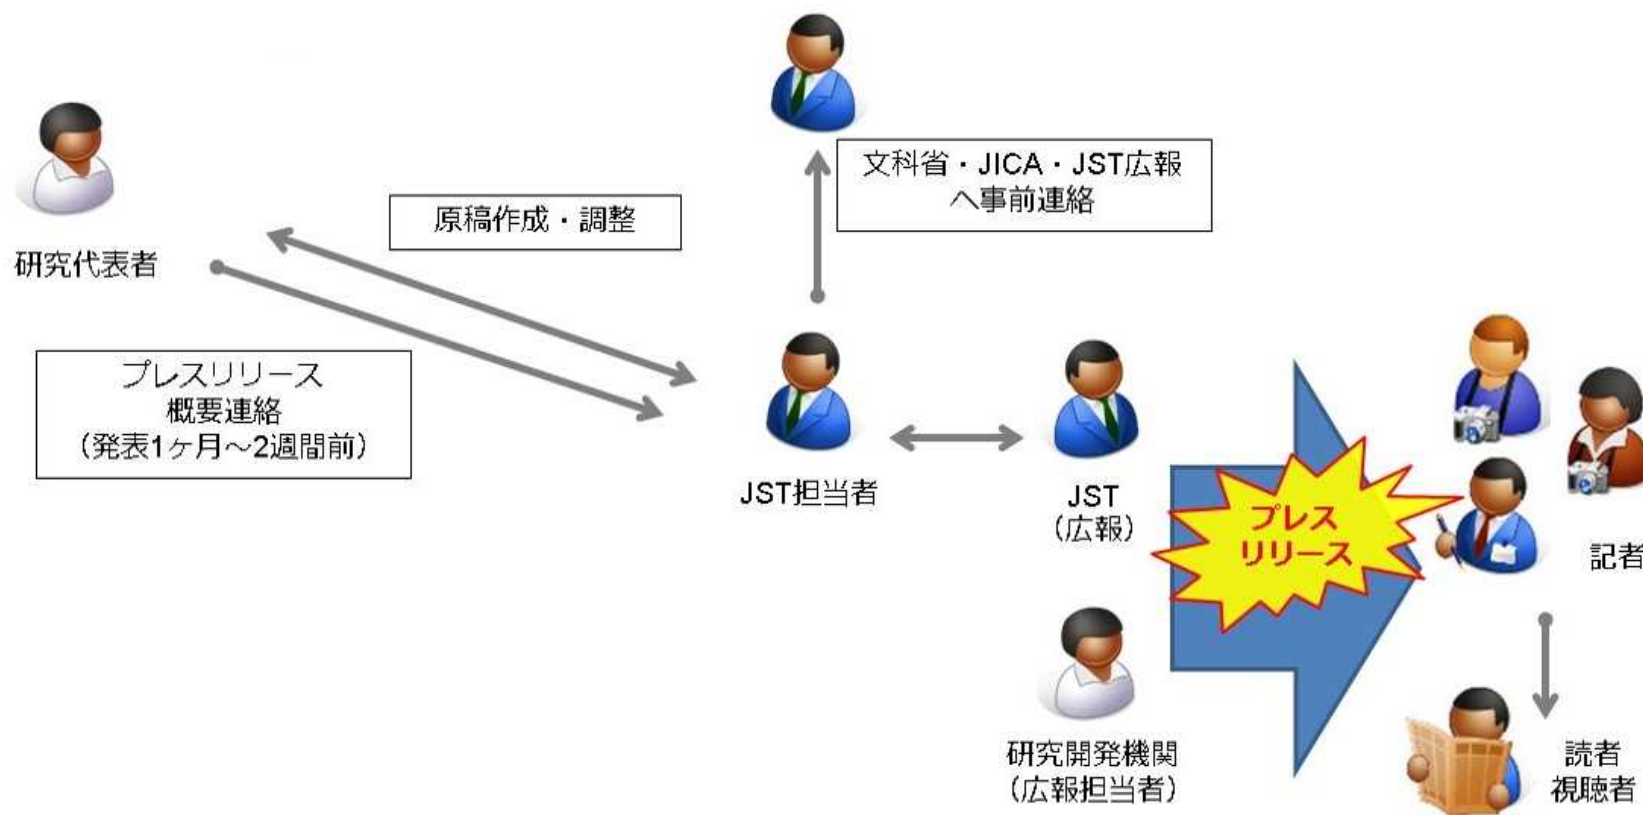 文科省・JICA・JST広報
へ事前連絡
原稿作成・調整
研究代表者
プレスリリース
概要連絡
（発表1ヶ月～2週間前）
JST担当者
JST
（広報）
プレス
リリース
記者
研究開発機関
（広報担当者）
読者
視聴者